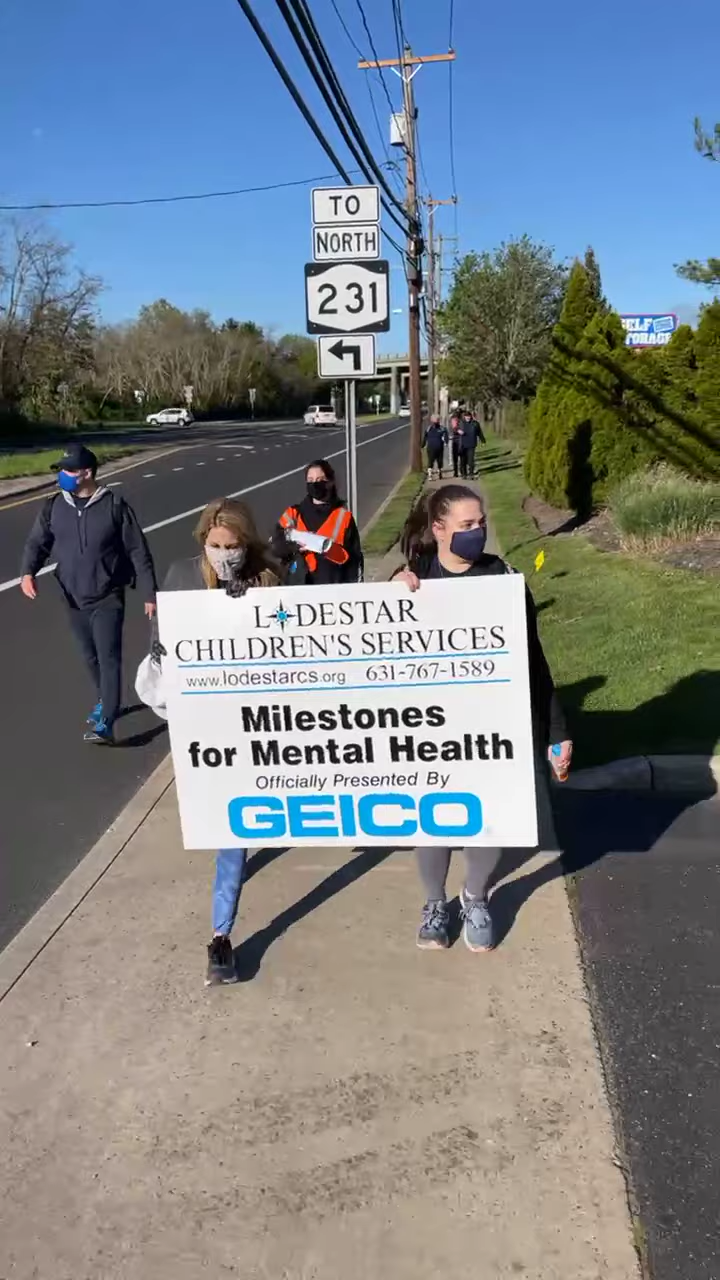 TO
NORTH
231
SELF
STORAGE
LODESTAR
CHILDREN'S SERVICES
www.lodestarcs.org 631-767-1589
Milestones
for Mental Health
Officially Presented By
GEICO